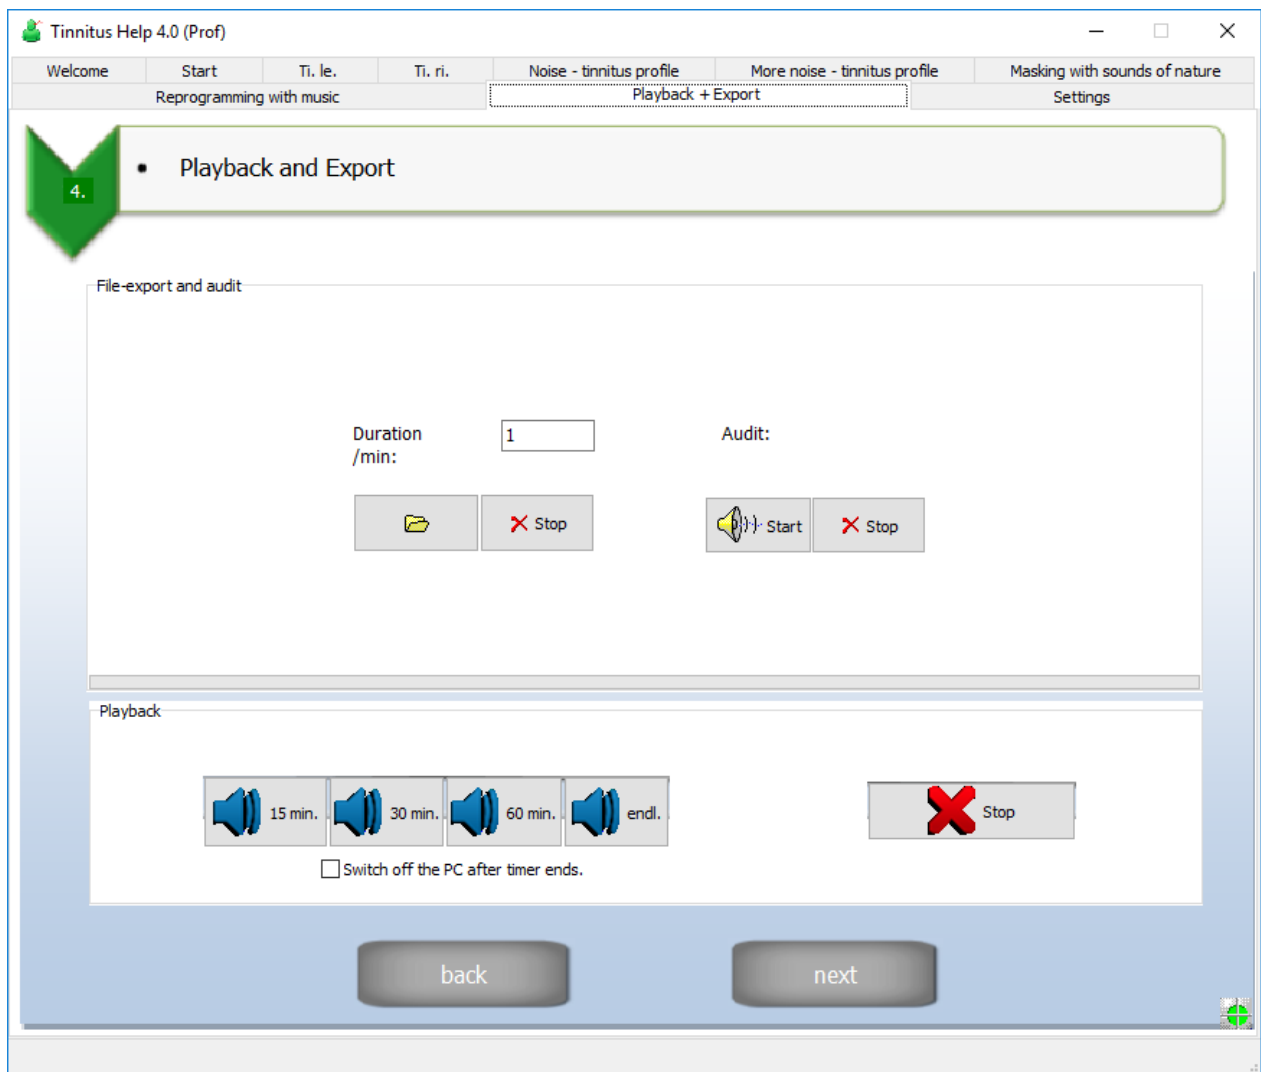 Tinnitus Help 4.0 (Prof)
Welcome Start Ti. le. Ti. ri. Noise - tinnitus profile More noise - tinnitus profile Masking with sounds of nature
Reprogramming with music Playback + Export Settings
4. • Playback and Export
File-export and audit
Duration
/min:
1
Audit:
Stop Start Stop
Playback
15 min. 30 min. 60 min. endl. Stop
Switch off the PC after timer ends.
back next